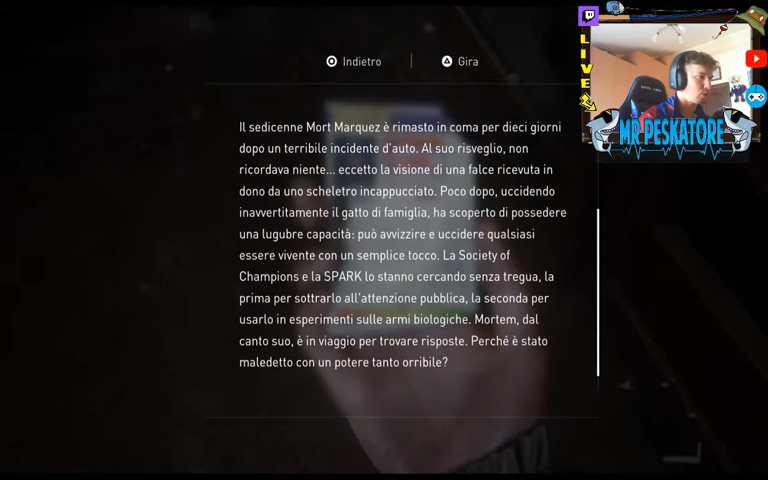 Indietro | Gira
Il sedicenne Mort Marquez è rimasto in coma per dieci giorni
dopo un terribile incidente d'auto. Al suo risveglio, non
ricordava niente... eccetto la visione di una falce ricevuta in
dono da uno scheletro incappucciato. Poco dopo, uccidendo
inavvertitamente il gatto di famiglia, ha scoperto di possedere
una lugubre capacità: può avvizzire e uccidere qualsiasi
essere vivente con un semplice tocco. La Society of
Champions e la SPARK lo stanno cercando senza tregua, la
prima per sottrarlo all'attenzione pubblica, la seconda per
usarlo in esperimenti sulle armi biologiche. Mortem, dal
canto suo, è in viaggio per trovare risposte. Perché è stato
maledetto con un potere tanto orribile?
LIVE
MR PESKATORE